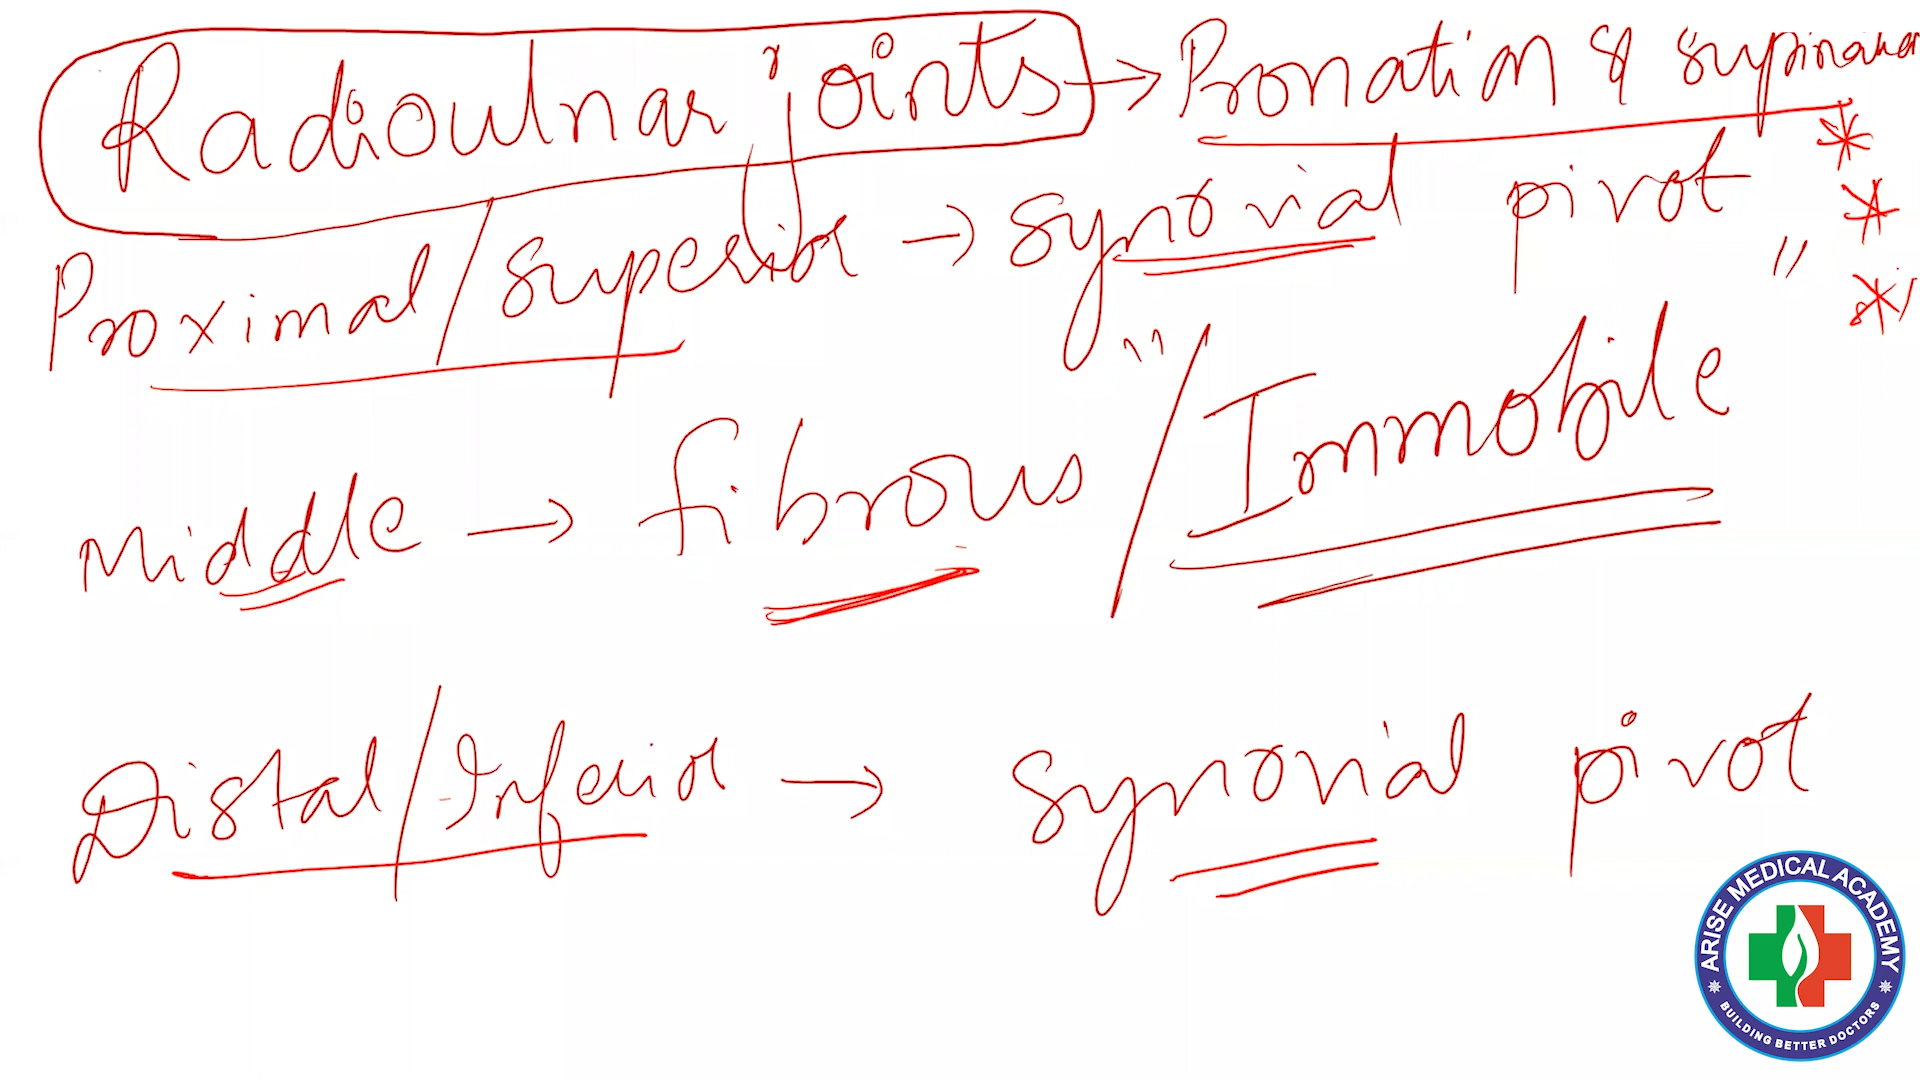 Radioulnar joints → Pronation & supination
Proximal/superior → synovial pivot
" "
Middle → fibrous / Immobile
Distal/Inferior → synovial pivot
ARISE MEDICAL ACADEMY
BUILDING BETTER DOCTORS